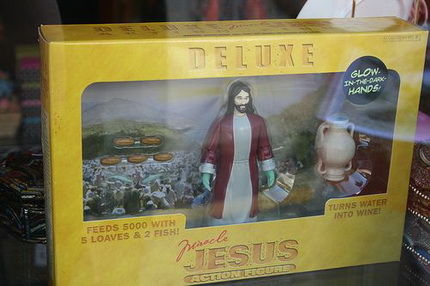 DELUXE
GLOW-
IN-THE-DARK-
HANDS!
FEEDS 5000 WITH
5 LOAVES & 2 FISH!
TURNS WATER
INTO WINE!
Miracle
JESUS
ACTION FIGURE